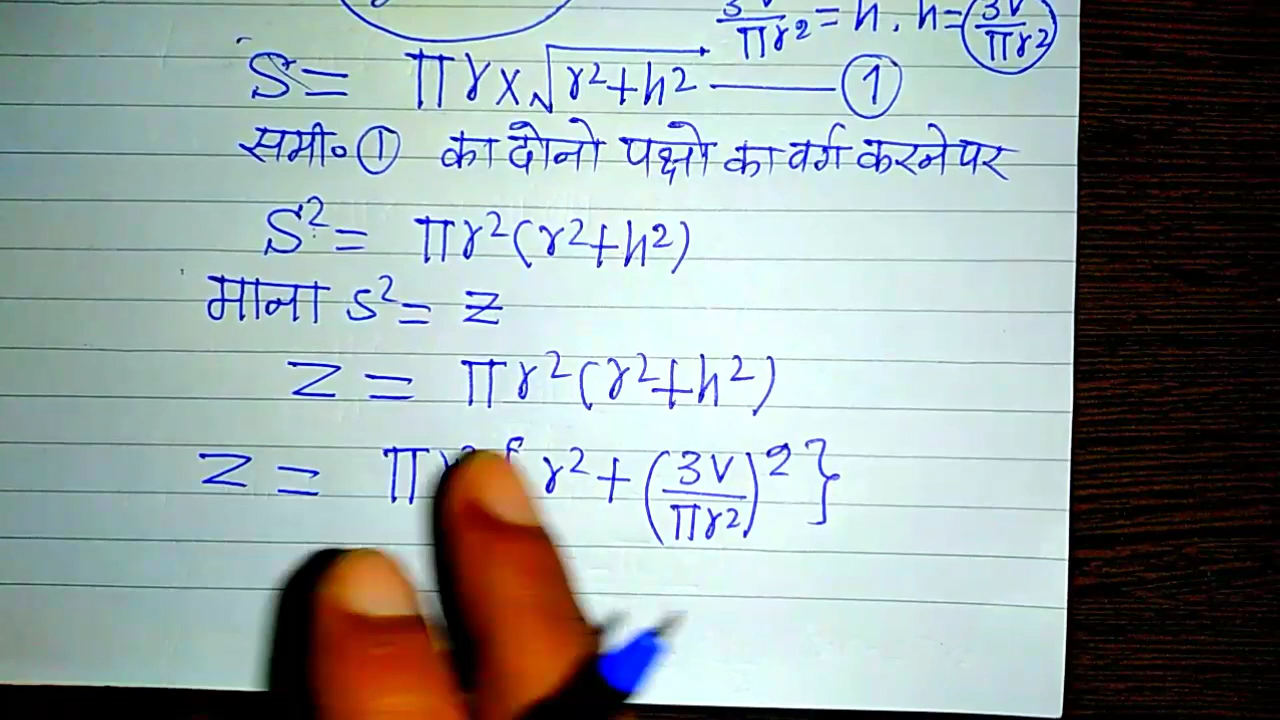 3V/πr² = h, h = 3V/πr²
S = πr × √r²+h² — ①
समी० ① का दोनो पक्षो का वर्ग करने पर
S² = πr²(r²+h²)
माना s² = z
z = πr²(r²+h²)
z = π r² + (3V/πr²)² }